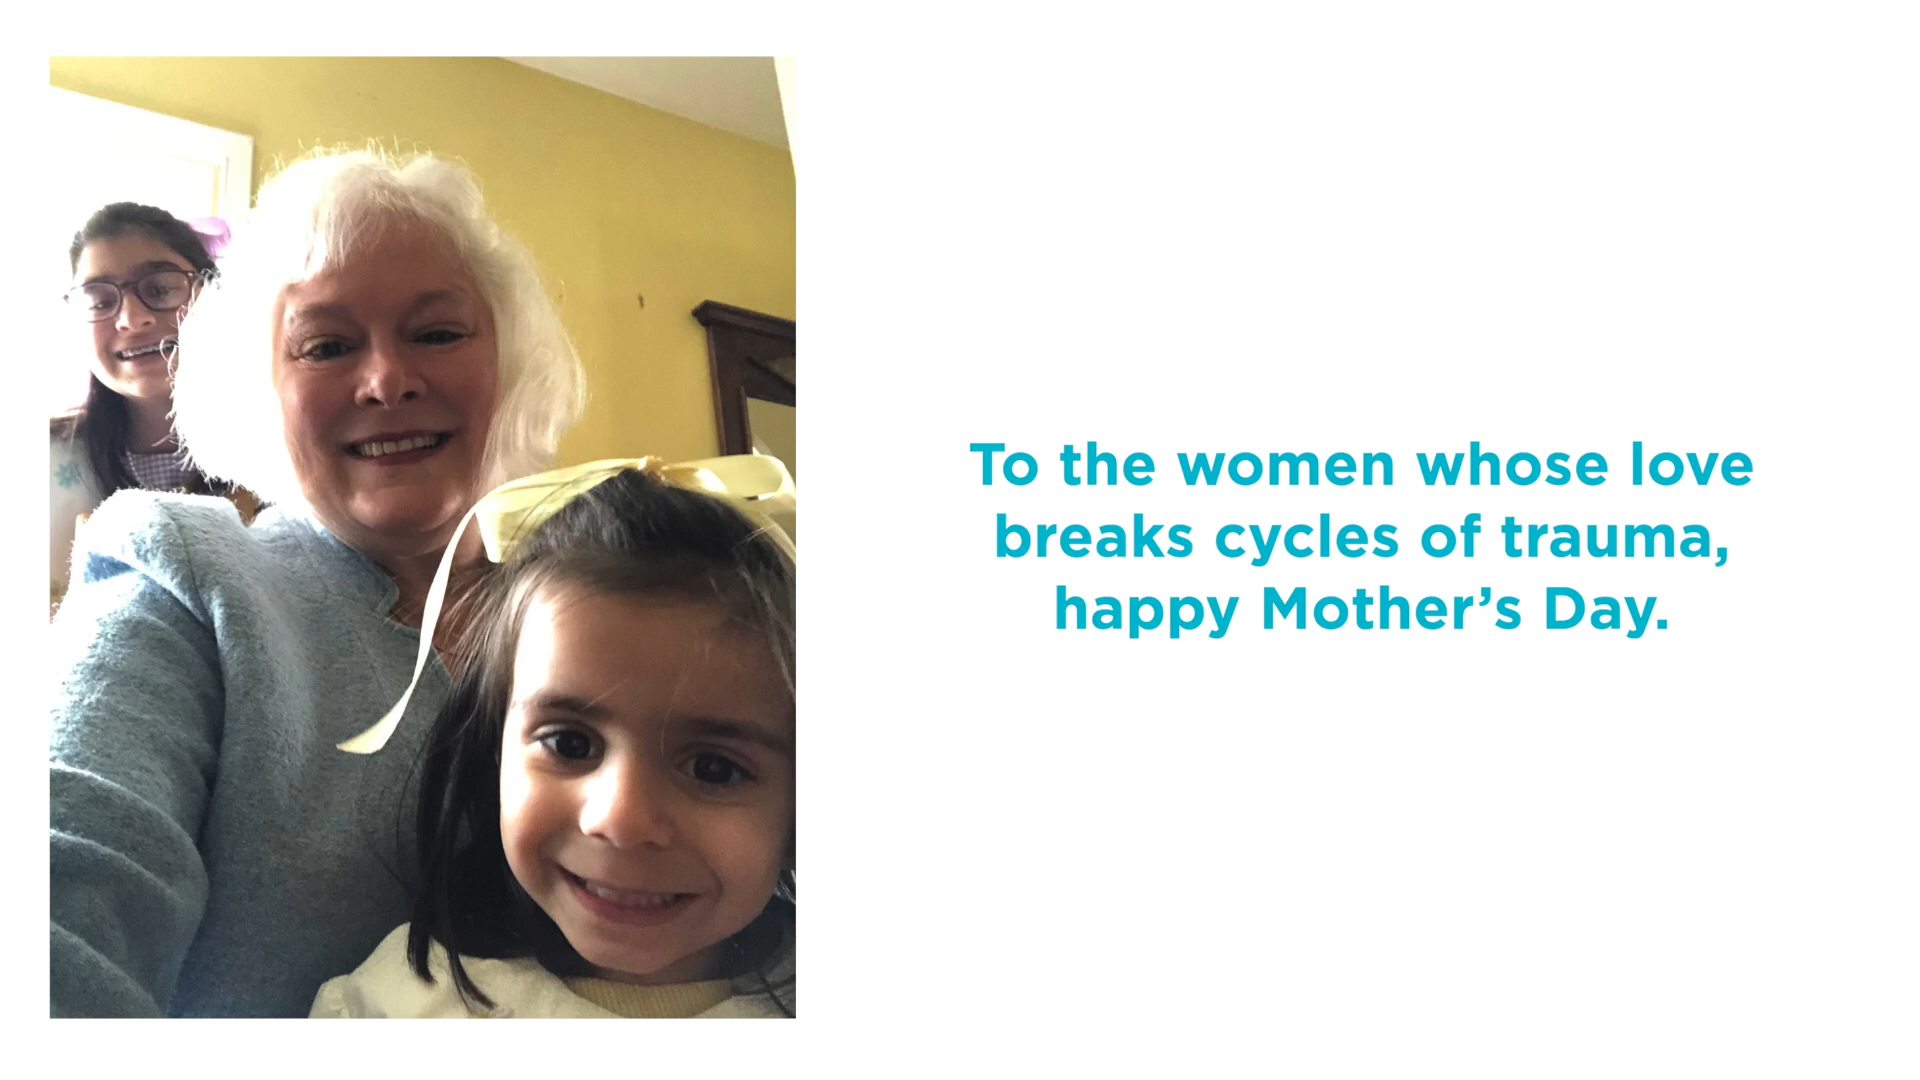 To the women whose love
breaks cycles of trauma,
happy Mother’s Day.